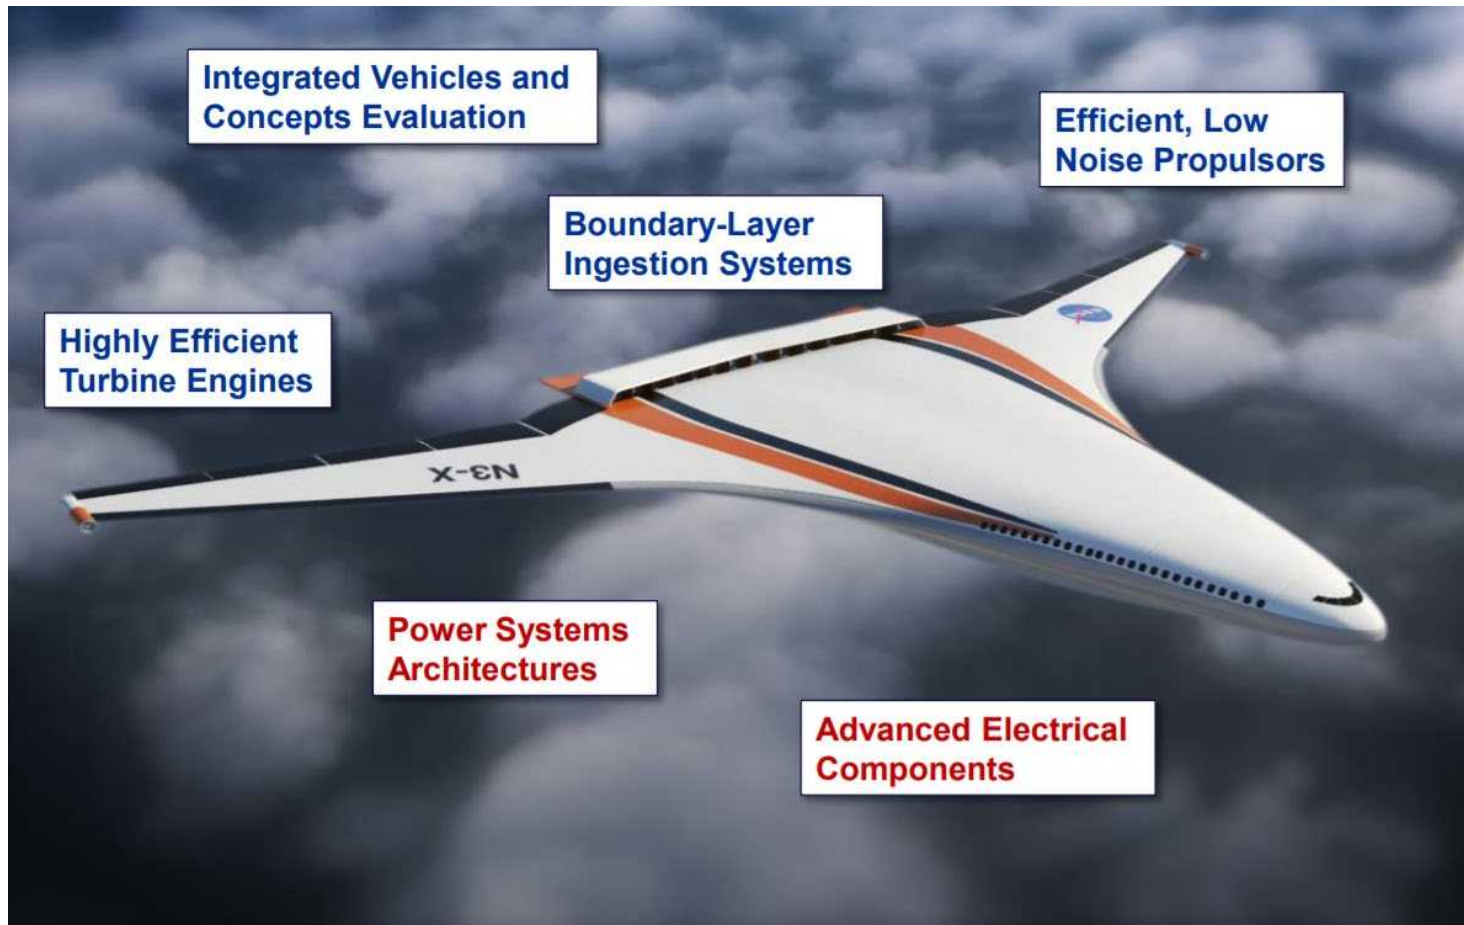 Integrated Vehicles and
Concepts Evaluation
Efficient, Low
Noise Propulsors
Boundary-Layer
Ingestion Systems
Highly Efficient
Turbine Engines
N3-X
Power Systems
Architectures
Advanced Electrical
Components